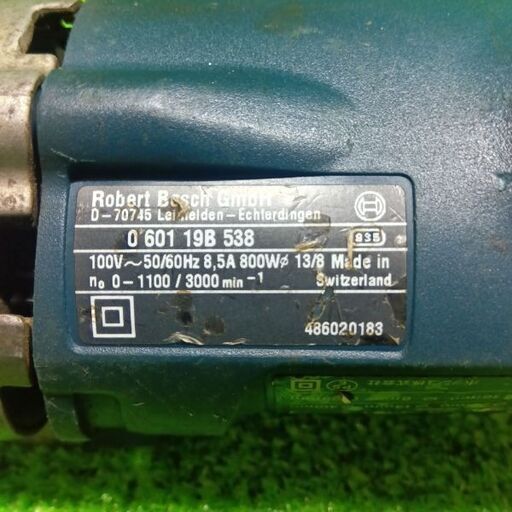 Robert Bosch GmbH
D-70745 Leinfelden-Echterdingen
0 601 19B 538
935
100V~50/60Hz 8,5A 800W ø 13/8 Made in
n₀ 0-1100 / 3000 min⁻¹ Switzerland
486020183